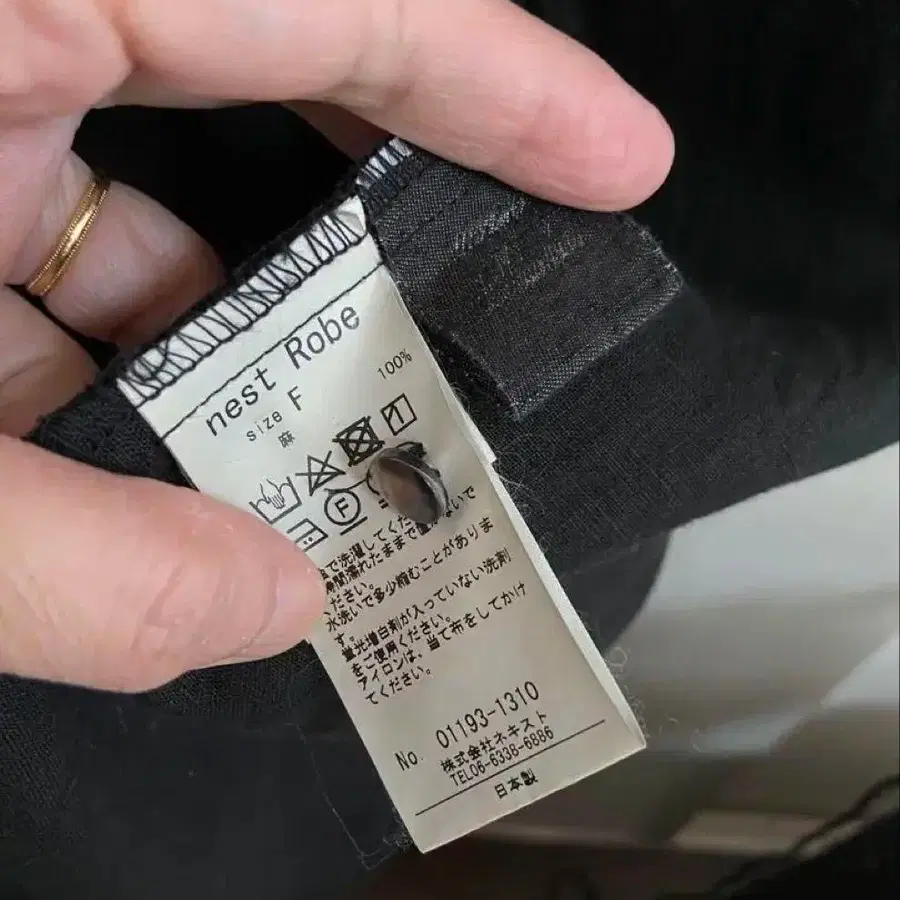 nest Robe
size F
麻 100%
F
で洗濯してくだ
時間濡れたままで置かないで
ください。
水洗いで多少縮むことがありま
す。
蛍光増白剤が入っていない洗剤
をご使用ください。
アイロンは、当て布をしてかけ
てください。
No. 01193-1310
株式会社ネキスト
TEL06-6338-6886
日本製